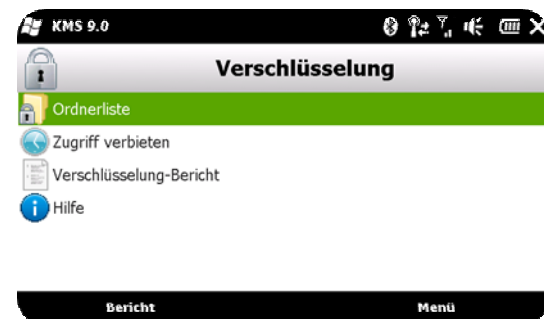 KMS 9.0
Verschlüsselung
Ordnerliste
Zugriff verbieten
Verschlüsselung-Bericht
Hilfe
Bericht Menü